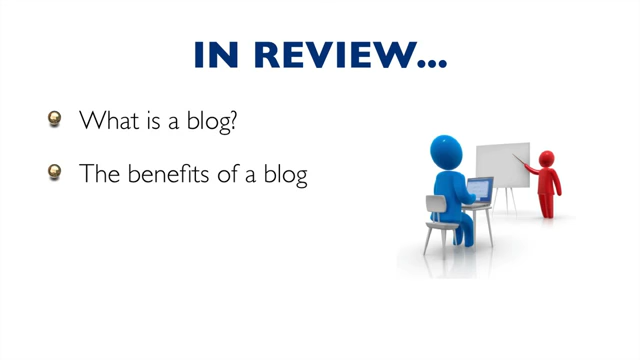 IN REVIEW...
What is a blog?
The benefits of a blog